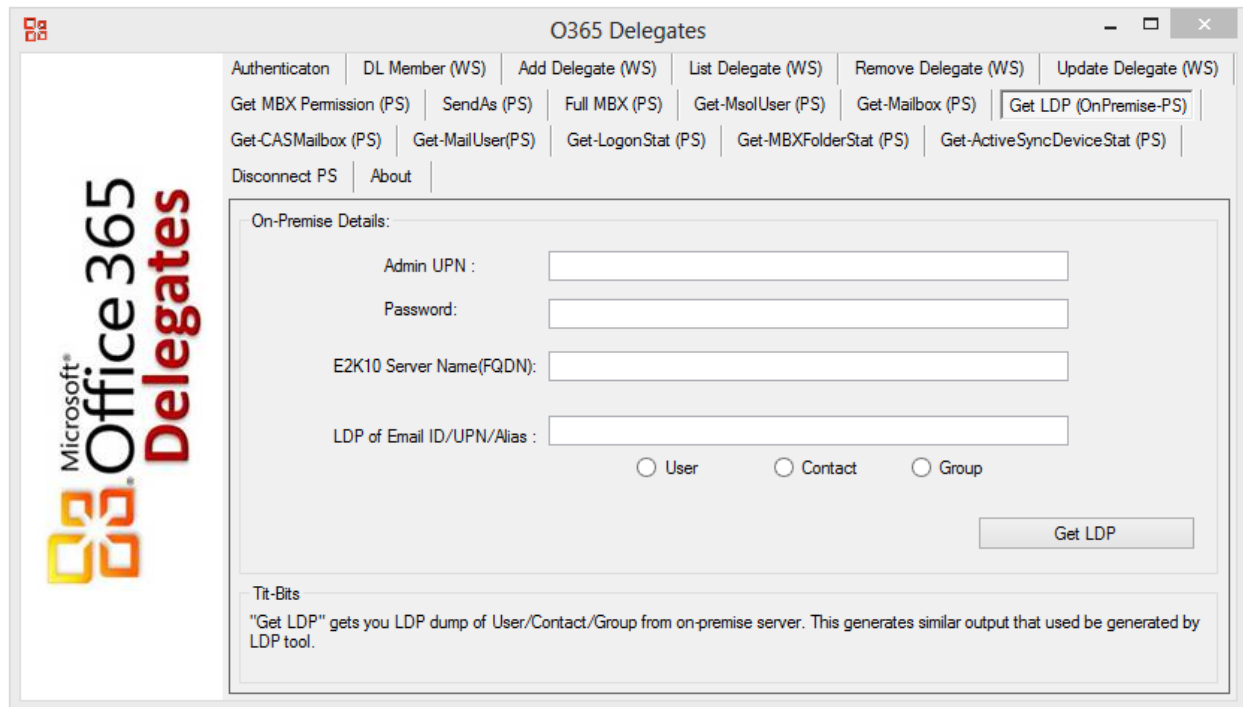 O365 Delegates
Authenticaton DL Member (WS) Add Delegate (WS) List Delegate (WS) Remove Delegate (WS) Update Delegate (WS)
Get MBX Permission (PS) SendAs (PS) Full MBX (PS) Get-MsolUser (PS) Get-Mailbox (PS) Get LDP (OnPremise-PS)
Get-CASMailbox (PS) Get-MailUser(PS) Get-LogonStat (PS) Get-MBXFolderStat (PS) Get-ActiveSyncDeviceStat (PS)
Disconnect PS About
Microsoft®
Office 365
Delegates
On-Premise Details:
Admin UPN :
Password:
E2K10 Server Name(FQDN):
LDP of Email ID/UPN/Alias :
User Contact Group
Get LDP
Tit-Bits
"Get LDP" gets you LDP dump of User/Contact/Group from on-premise server. This generates similar output that used be generated by
LDP tool.